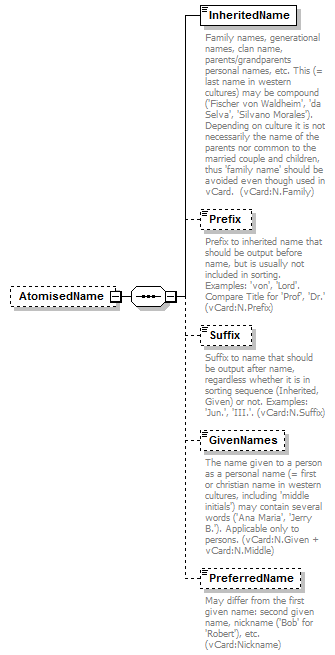 InheritedName
Family names, generational
names, clan name,
parents/grandparents
personal names, etc. This (=
last name in western
cultures) may be compound
('Fischer von Waldheim', 'da
Selva', 'Silvano Morales').
Depending on culture it is not
necessarily the name of the
parents nor common to the
married couple and children,
thus 'family name' should be
avoided even though used in
vCard.  (vCard:N.Family)
Prefix
Prefix to inherited name that
should be output before
name, but is usually not
included in sorting.
Examples: 'von', 'Lord'.
Compare Title for 'Prof', 'Dr.'
(vCard:N.Prefix)
AtomisedName
Suffix
Suffix to name that should
be output after name,
regardless whether it is in
sorting sequence (Inherited,
Given) or not. Examples:
'Jun.', 'III.'. (vCard:N.Suffix)
GivenNames
The name given to a person
as a personal name (= first
or christian name in western
cultures, including 'middle
initials') may contain several
words ('Ana Maria', 'Jerry
B.'). Applicable only to
persons. (vCard:N.Given +
vCard:N.Middle)
PreferredName
May differ from the first
given name: second given
name, nickname ('Bob' for
'Robert'), etc.
(vCard:Nickname)